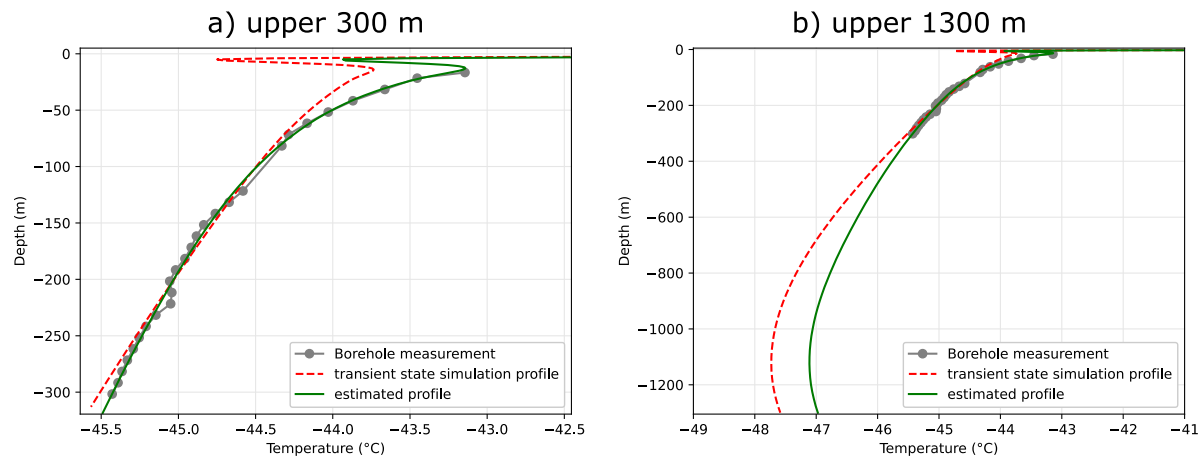 a) upper 300 m
0
−50
−100
−150
−200
−250
−300
Depth (m)
−45.5
−45.0
−44.5
−44.0
−43.5
−43.0
−42.5
Temperature (°C)
Borehole measurement
transient state simulation profile
estimated profile
b) upper 1300 m
0
−200
−400
−600
−800
−1000
−1200
Depth (m)
−49
−48
−47
−46
−45
−44
−43
−42
−41
Temperature (°C)
Borehole measurement
transient state simulation profile
estimated profile